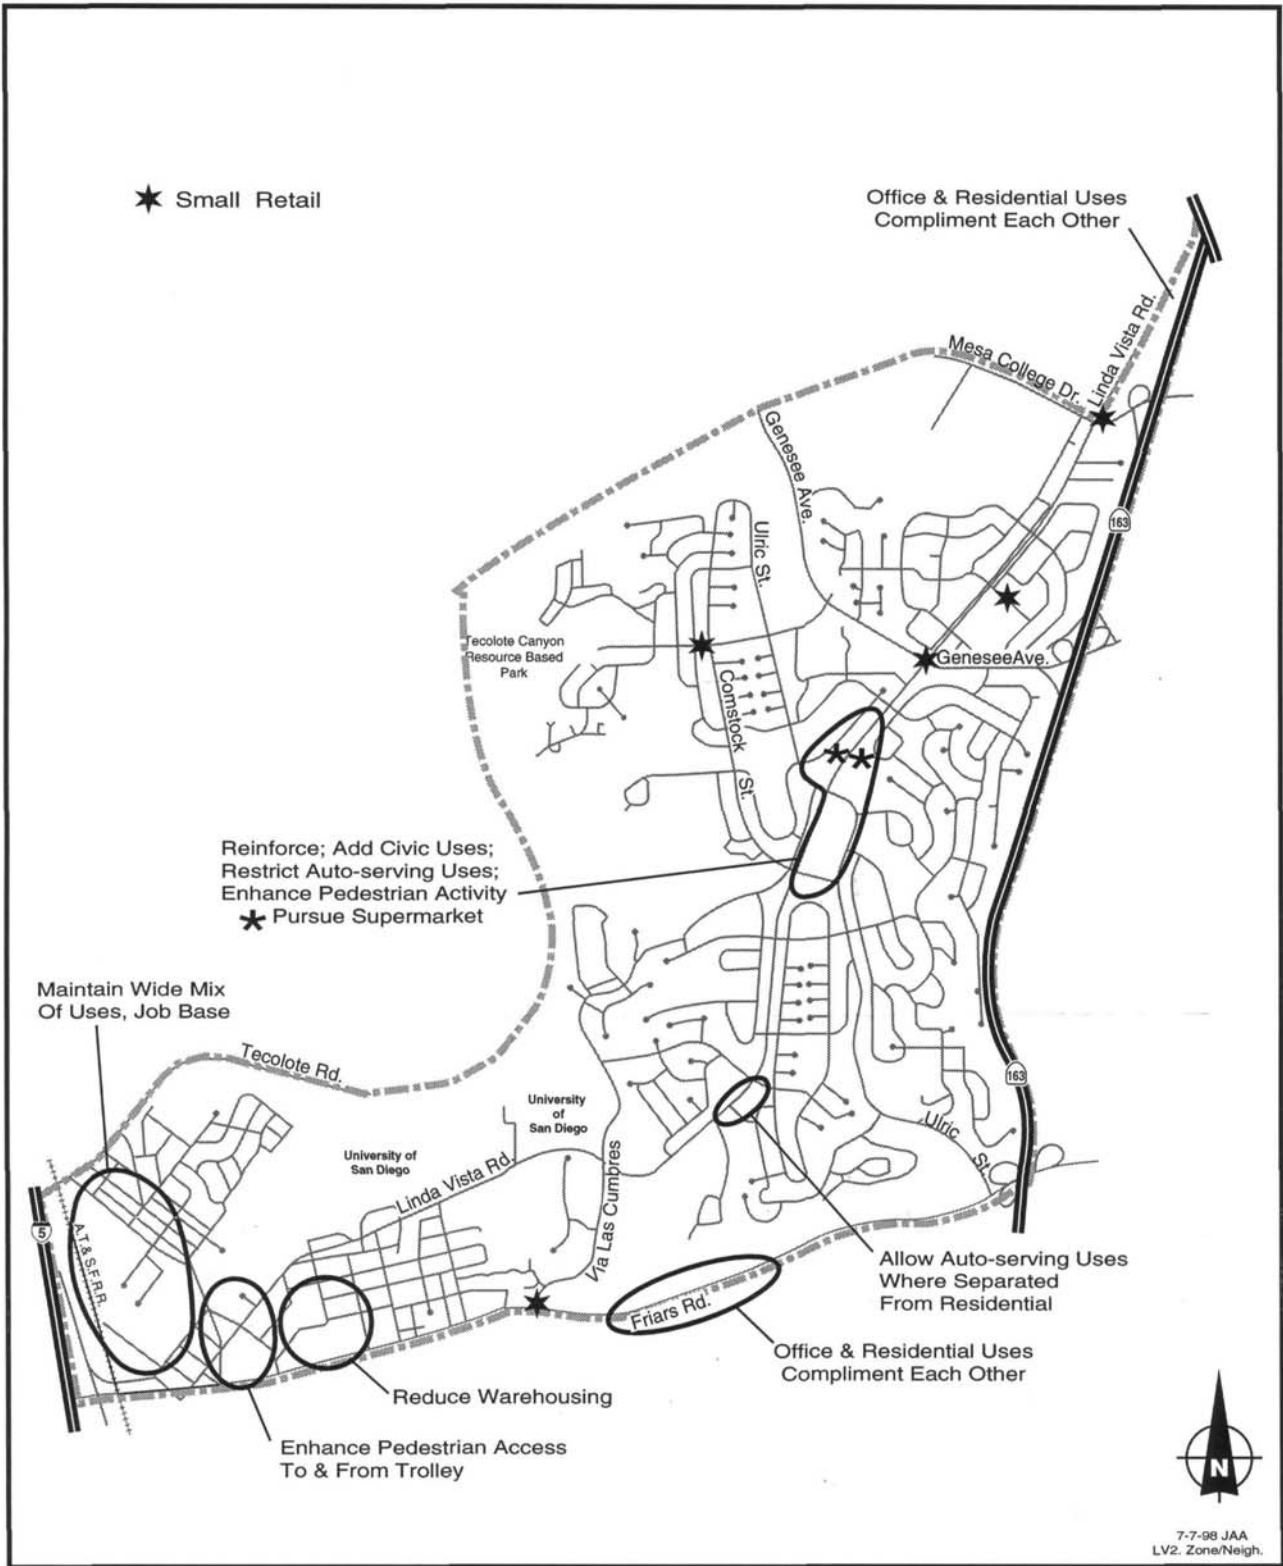 Small Retail
Office & Residential Uses
Compliment Each Other
Linda Vista Rd.
Mesa College Dr.
Genesee Ave.
163
Ulric St.
Tecolote Canyon
Resource Based
Park
GeneseeAve.
Comstock St.
Reinforce; Add Civic Uses;
Restrict Auto-serving Uses;
Enhance Pedestrian Activity
Pursue Supermarket
Maintain Wide Mix
Of Uses, Job Base
Tecolote Rd.
163
University
of
San Diego
Ulric St.
University of
San Diego
Linda Vista Rd.
Via Las Cumbres
5
A.T.& S.F.R.R.
Allow Auto-serving Uses
Where Separated
From Residential
Friars Rd.
Office & Residential Uses
Compliment Each Other
Reduce Warehousing
Enhance Pedestrian Access
To & From Trolley
N
7-7-98 JAA
LV2. Zone/Neigh.